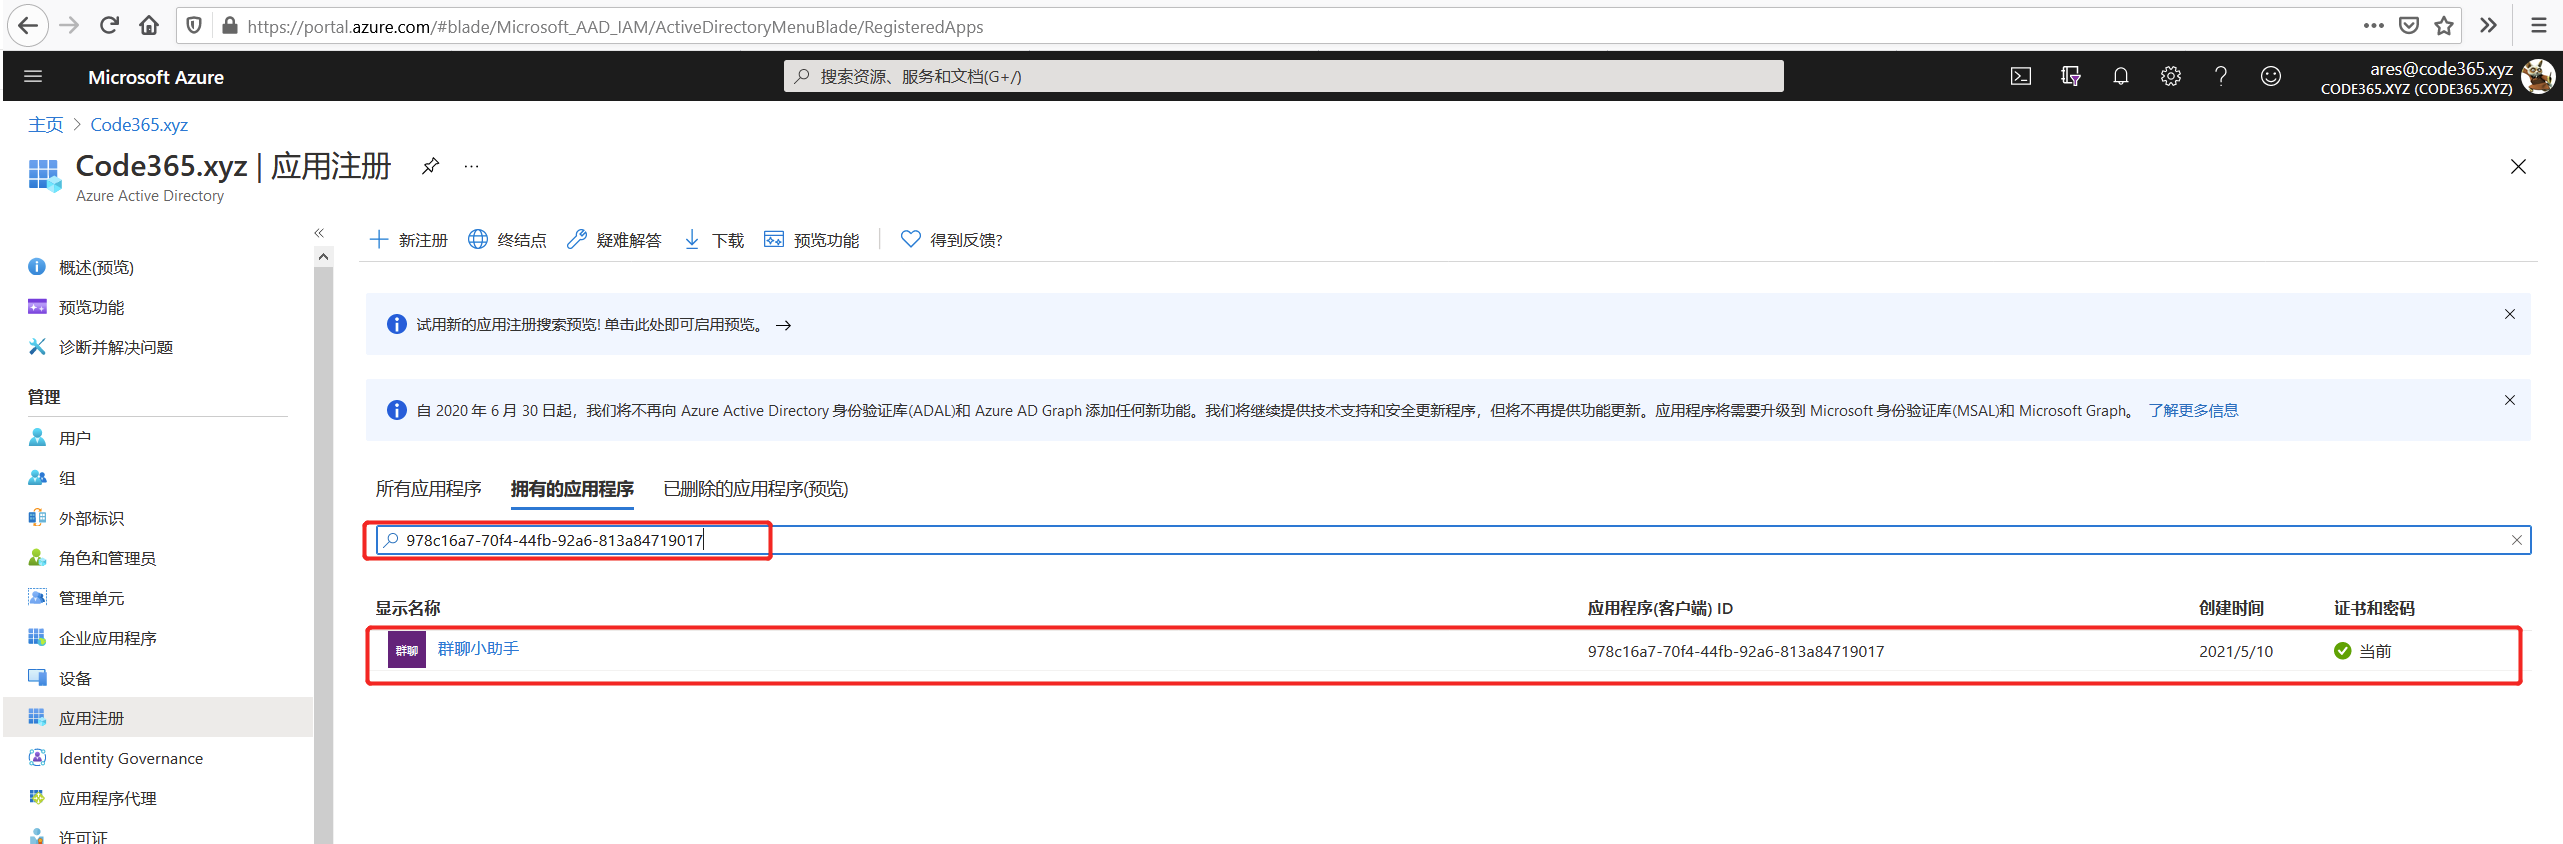 https://portal.azure.com/#blade/Microsoft_AAD_IAM/ActiveDirectoryMenuBlade/RegisteredApps
Microsoft Azure
搜索资源、服务和文档(G+/)
ares@code365.xyz
CODE365.XYZ (CODE365.XYZ)
主页 > Code365.xyz
Code365.xyz | 应用注册
Azure Active Directory
新注册 终结点 疑难解答 下载 预览功能 得到反馈?
概述(预览)
预览功能
诊断并解决问题
管理
用户
组
外部标识
角色和管理员
管理单元
企业应用程序
设备
应用注册
Identity Governance
应用程序代理
许可证
试用新的应用注册搜索预览! 单击此处即可启用预览。 →
自 2020 年 6 月 30 日起，我们将不再向 Azure Active Directory 身份验证库(ADAL)和 Azure AD Graph 添加任何新功能。我们将继续提供技术支持和安全更新程序，但将不再提供功能更新。应用程序将需要升级到 Microsoft 身份验证库(MSAL)和 Microsoft Graph。 了解更多信息
所有应用程序 拥有的应用程序 已删除的应用程序(预览)
978c16a7-70f4-44fb-92a6-813a84719017
显示名称 应用程序(客户端) ID 创建时间 证书和密码
群聊 群聊小助手 978c16a7-70f4-44fb-92a6-813a84719017 2021/5/10 当前